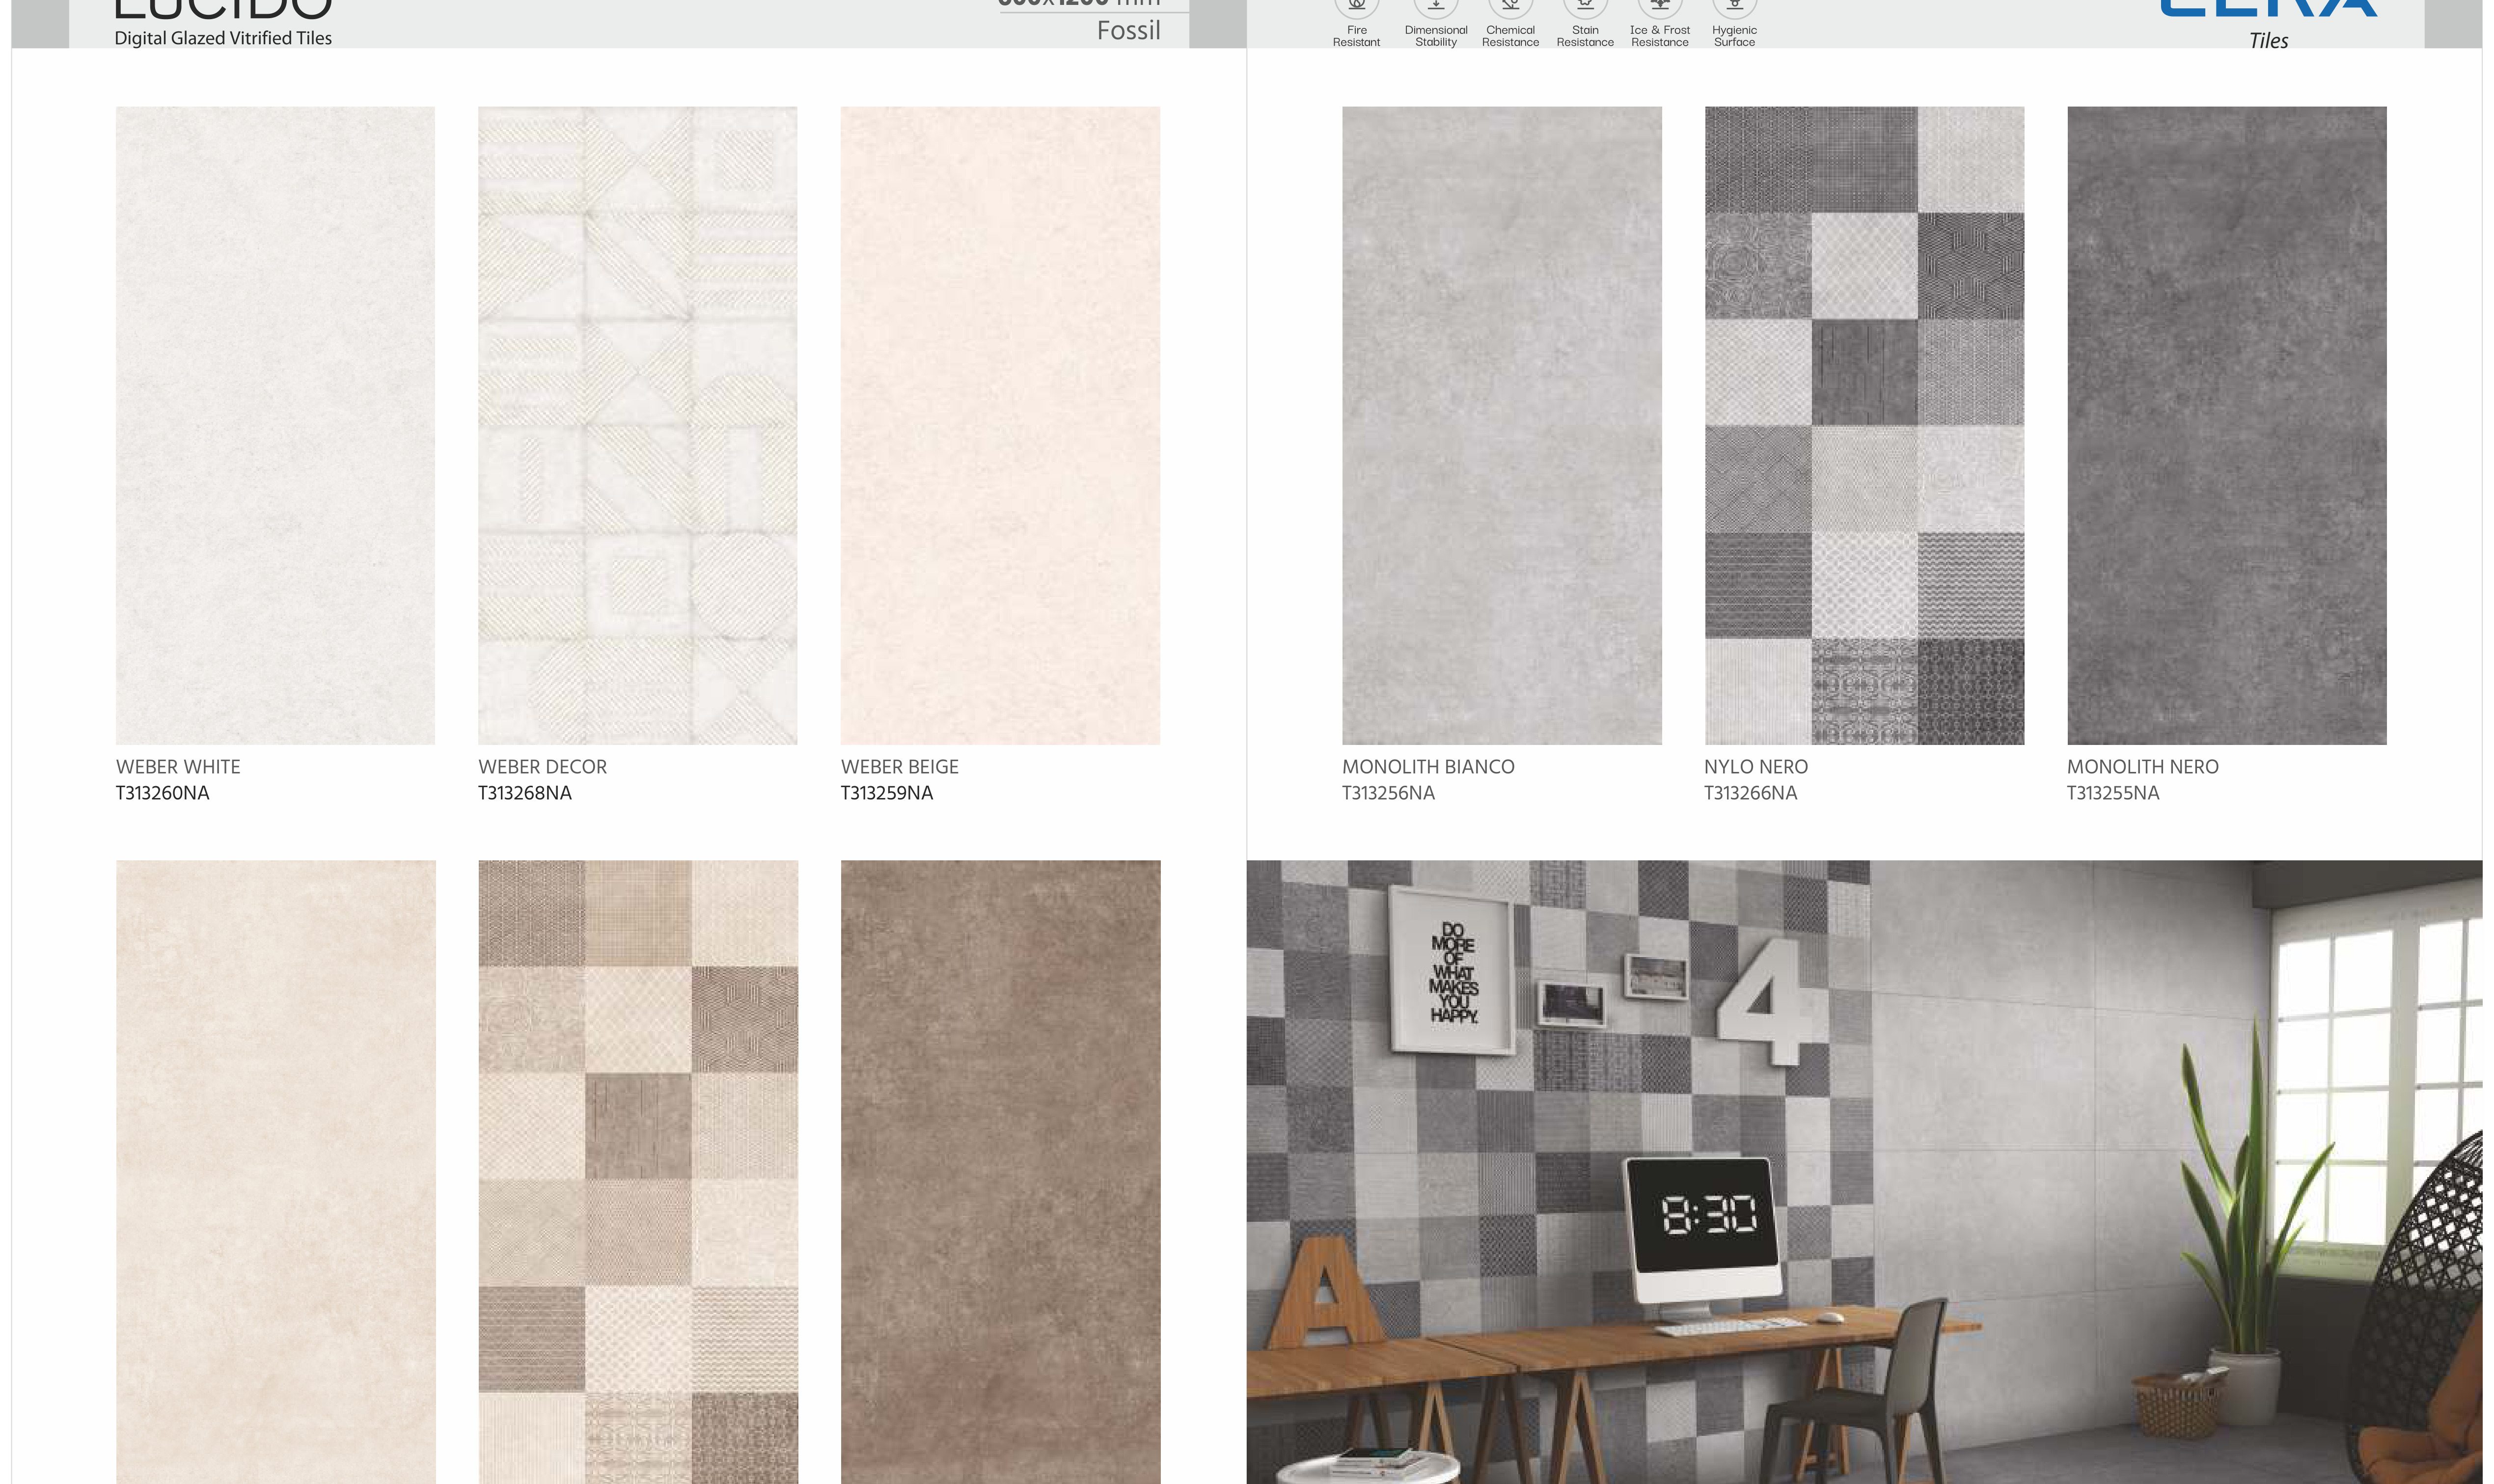 LUCIDO
Digital Glazed Vitrified Tiles
Fossil
Fire
Resistant
Dimensional
Stability
Chemical
Resistance
Stain
Resistance
Ice & Frost
Resistance
Hygienic
Surface
CERA
Tiles
WEBER WHITE
T313260NA
WEBER DECOR
T313268NA
WEBER BEIGE
T313259NA
MONOLITH BIANCO
T313256NA
NYLO NERO
T313266NA
MONOLITH NERO
T313255NA
DO
MORE
OF
WHAT
MAKES
YOU
HAPPY.
4
8:30
A